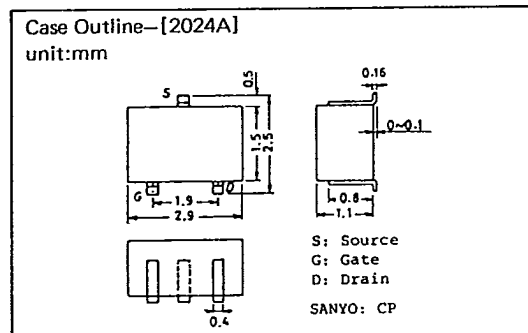 Case Outline–[2024A]
unit:mm
S
0.5
1.5
2.5
G
D
1.9
2.9
0.4
0.16
0~0.1
0.8
1.1
S: Source
G: Gate
D: Drain
SANYO: CP